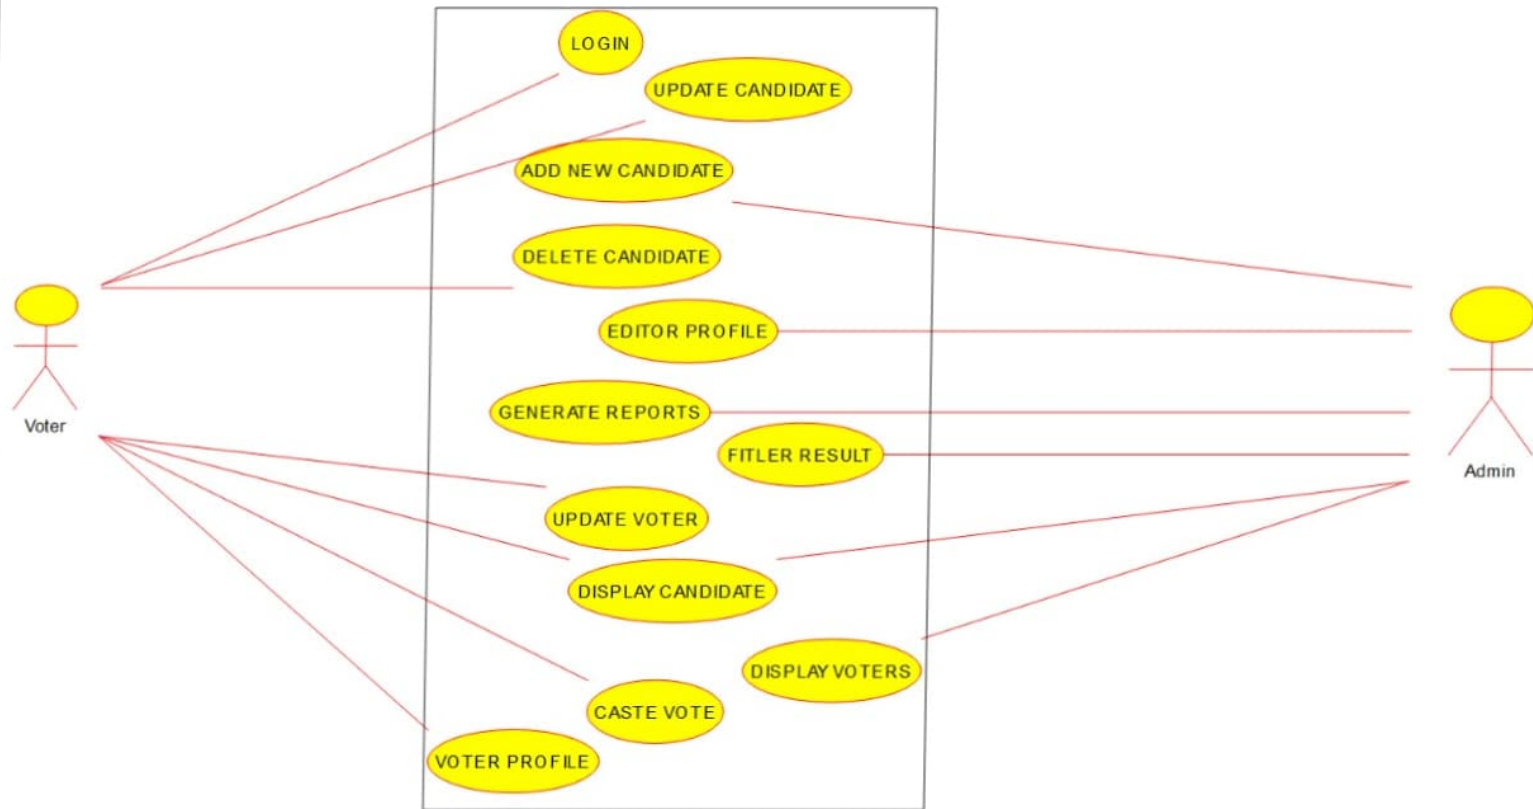 LOGIN
UPDATE CANDIDATE
ADD NEW CANDIDATE
DELETE CANDIDATE
EDITOR PROFILE
GENERATE REPORTS
Voter
FITLER RESULT
Admin
UPDATE VOTER
DISPLAY CANDIDATE
DISPLAY VOTERS
CASTE VOTE
VOTER PROFILE